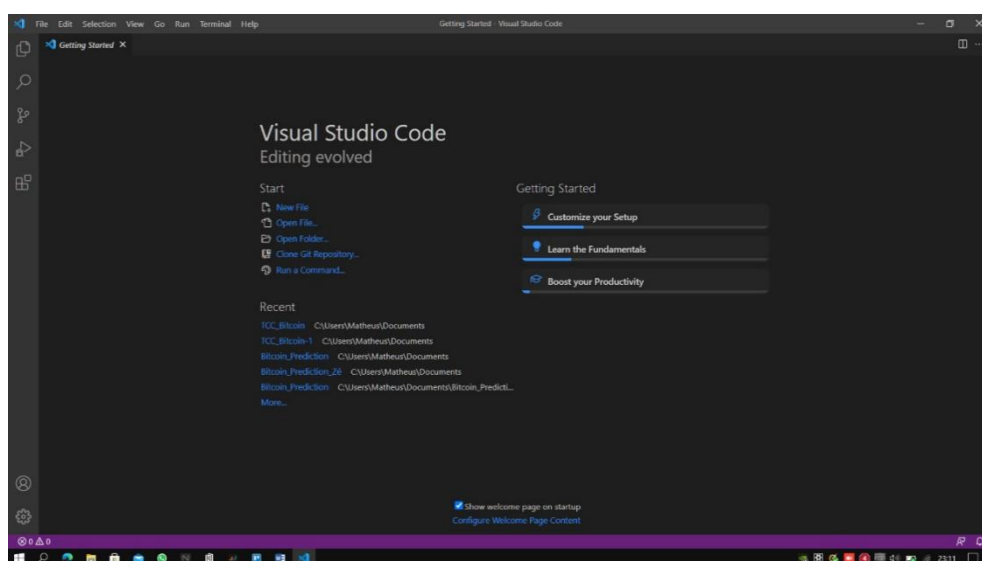 File Edit Selection View Go Run Terminal Help
Getting Started - Visual Studio Code
Getting Started
Visual Studio Code
Editing evolved
Start
New File
Open File...
Open Folder...
Clone Git Repository...
Run a Command...
Recent
TCC_Bitcoin C:\Users\Matheus\Documents
TCC_Bitcoin-1 C:\Users\Matheus\Documents
Bitcoin_Prediction C:\Users\Matheus\Documents
Bitcoin_Prediction_Zé C:\Users\Matheus\Documents
Bitcoin_Prediction C:\Users\Matheus\Documents\Bitcoin_Predicti...
More...
Getting Started
Customize your Setup
Learn the Fundamentals
Boost your Productivity
Show welcome page on startup
Configure Welcome Page Content
0 0
23:11